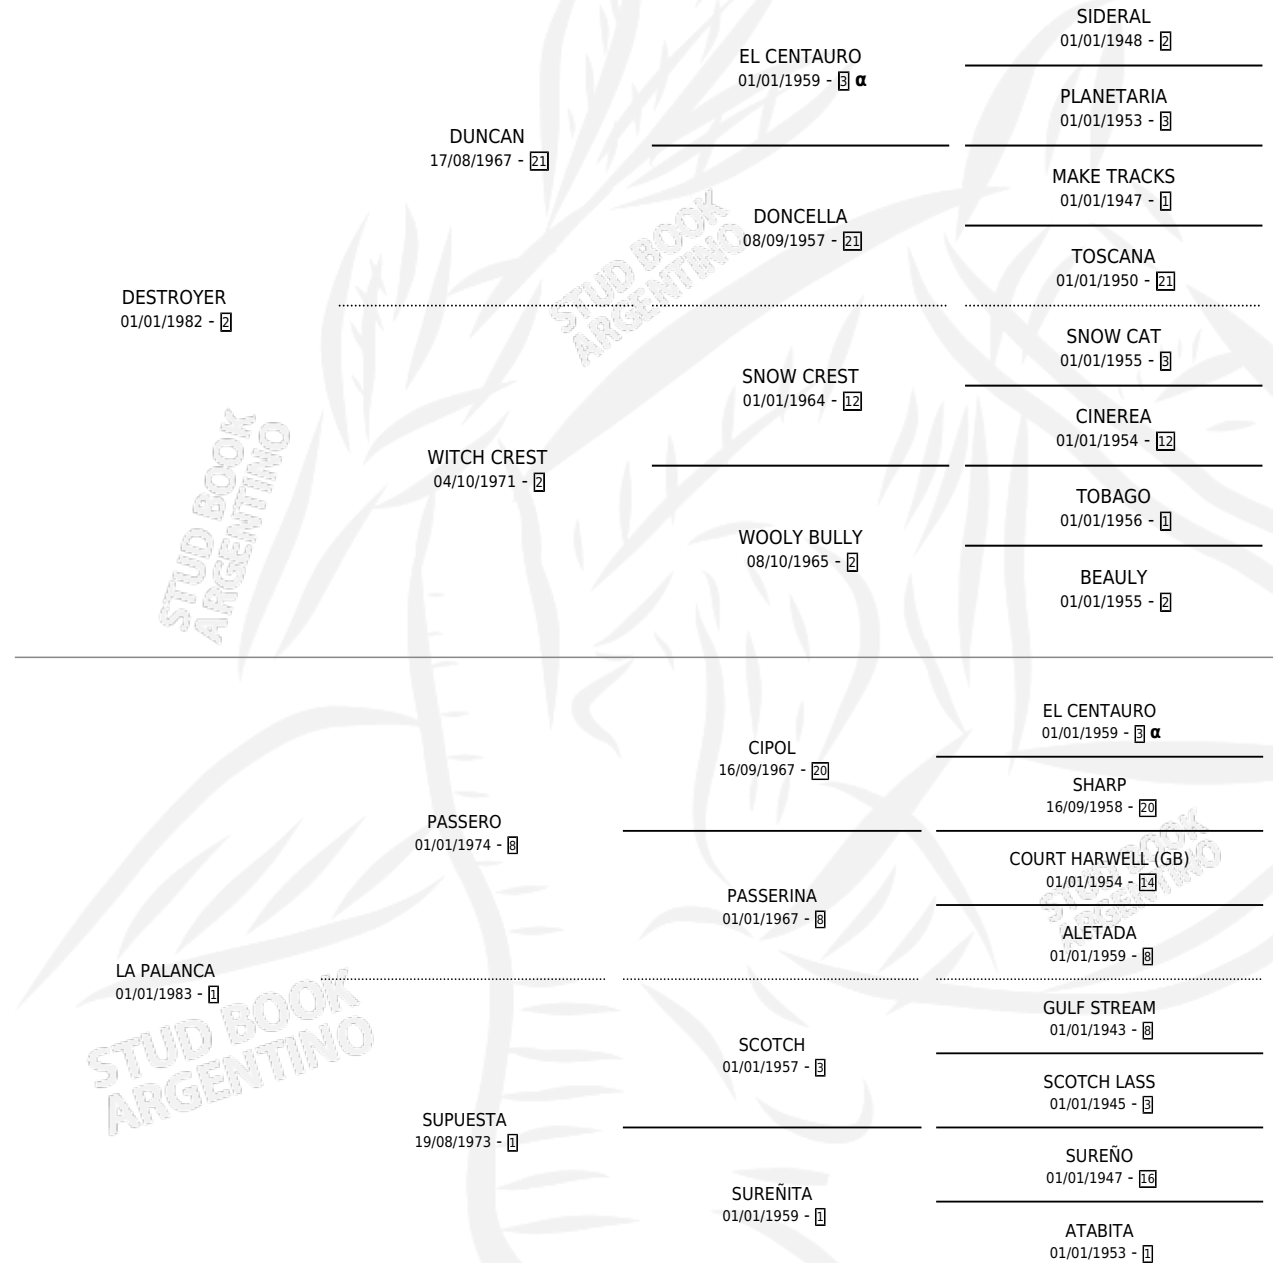 SIDERAL
01/01/1948 - 2
EL CENTAURO
01/01/1959 - 3 α
PLANETARIA
01/01/1953 - 3
DUNCAN
17/08/1967 - 21
MAKE TRACKS
01/01/1947 - 1
DONCELLA
08/09/1957 - 21
TOSCANA
01/01/1950 - 21
DESTROYER
01/01/1982 - 2
SNOW CAT
01/01/1955 - 3
SNOW CREST
01/01/1964 - 12
CINEREA
01/01/1954 - 12
WITCH CREST
04/10/1971 - 2
TOBAGO
01/01/1956 - 1
WOOLY BULLY
08/10/1965 - 2
BEAULY
01/01/1955 - 2
EL CENTAURO
01/01/1959 - 3 α
CIPOL
16/09/1967 - 20
SHARP
16/09/1958 - 20
PASSERO
01/01/1974 - 8
COURT HARWELL (GB)
01/01/1954 - 14
PASSERINA
01/01/1967 - 8
ALETADA
01/01/1959 - 8
LA PALANCA
01/01/1983 - 1
GULF STREAM
01/01/1943 - 8
SCOTCH
01/01/1957 - 3
SCOTCH LASS
01/01/1945 - 3
SUPUESTA
19/08/1973 - 1
SUREÑO
01/01/1947 - 16
SUREÑITA
01/01/1959 - 1
ATABITA
01/01/1953 - 1
STUD BOOK
ARGENTINO
STUD BOOK
ARGENTINO
STUD BOOK
ARGENTINO
STUD BOOK
ARGENTINO